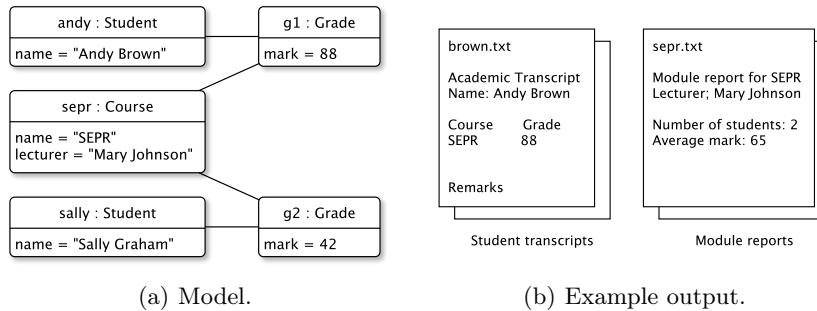 andy : Student
name = "Andy Brown"
g1 : Grade
mark = 88
sepr : Course
name = "SEPR"
lecturer = "Mary Johnson"
sally : Student
name = "Sally Graham"
g2 : Grade
mark = 42
(a) Model.
brown.txt
Academic Transcript
Name: Andy Brown
Course Grade
SEPR 88
Remarks
Student transcripts
sepr.txt
Module report for SEPR
Lecturer; Mary Johnson
Number of students: 2
Average mark: 65
Module reports
(b) Example output.